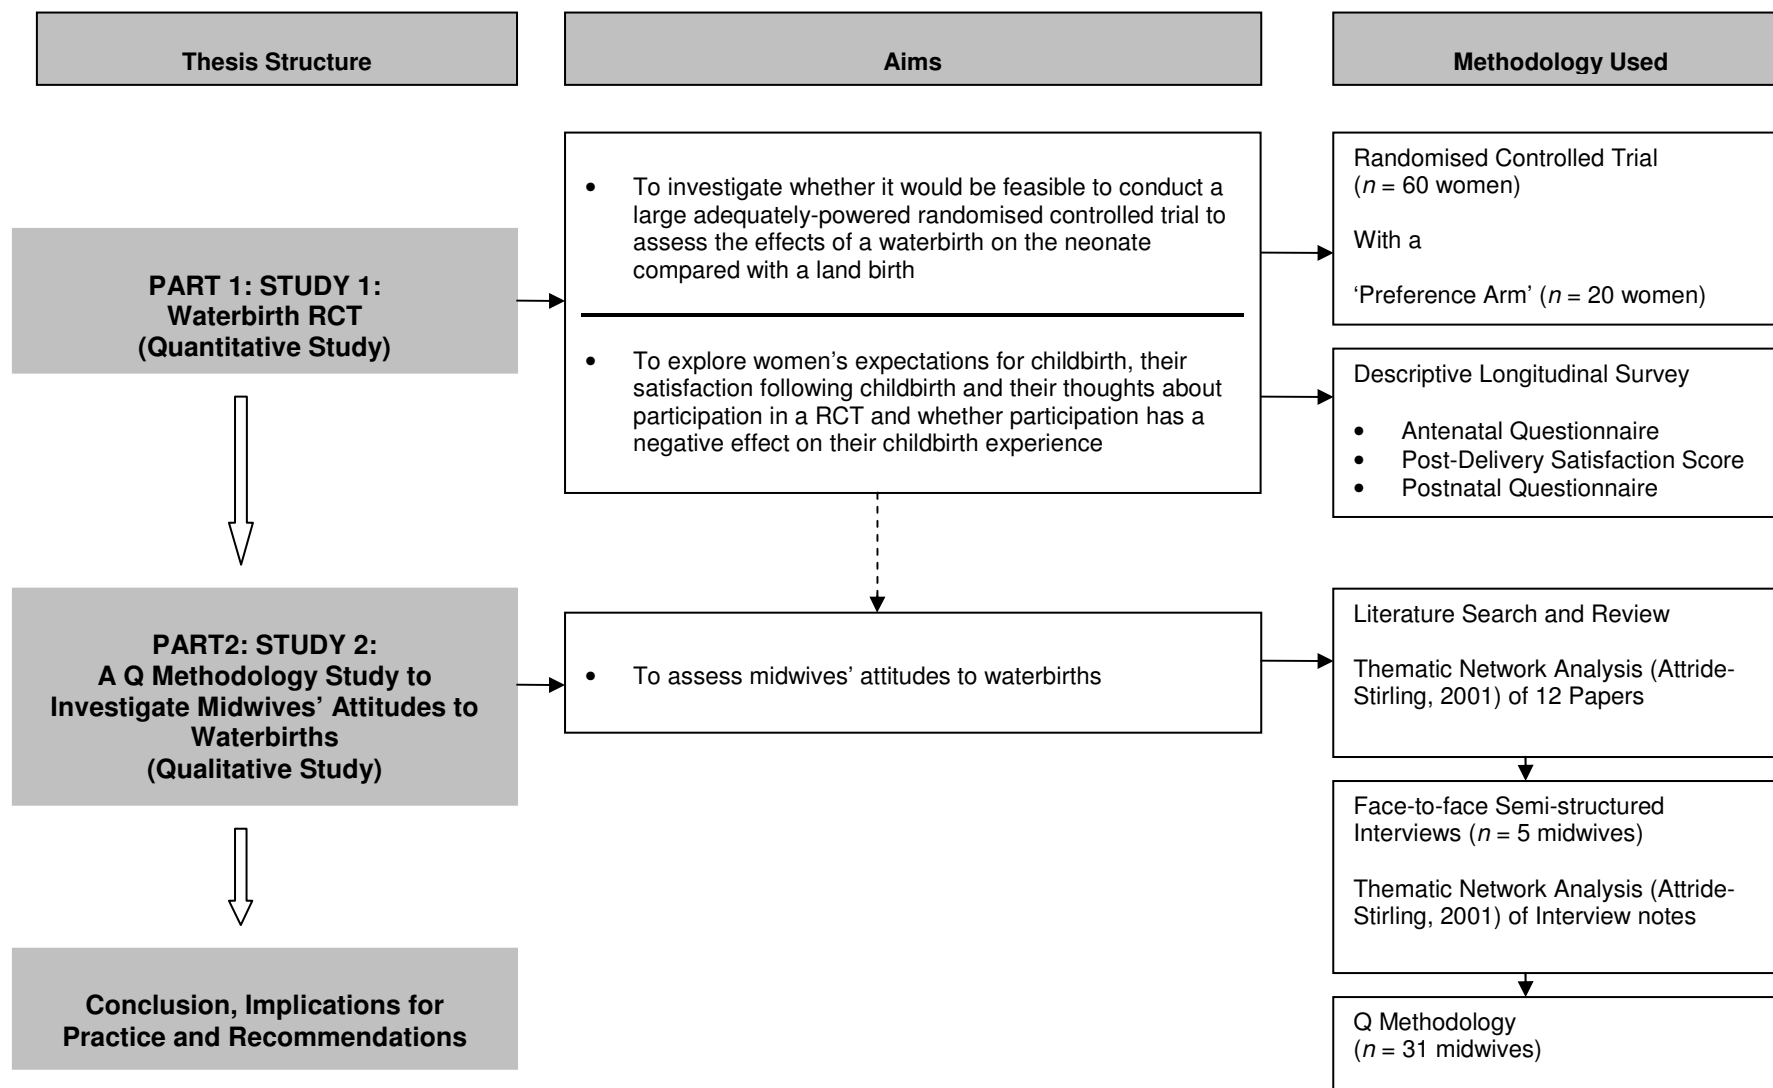 Thesis Structure
Aims
Methodology Used
PART 1: STUDY 1:
Waterbirth RCT
(Quantitative Study)
• To investigate whether it would be feasible to conduct a
large adequately-powered randomised controlled trial to
assess the effects of a waterbirth on the neonate
compared with a land birth
• To explore women’s expectations for childbirth, their
satisfaction following childbirth and their thoughts about
participation in a RCT and whether participation has a
negative effect on their childbirth experience
Randomised Controlled Trial
(n = 60 women)
With a
‘Preference Arm’ (n = 20 women)
Descriptive Longitudinal Survey
• Antenatal Questionnaire
• Post-Delivery Satisfaction Score
• Postnatal Questionnaire
PART2: STUDY 2:
A Q Methodology Study to
Investigate Midwives’ Attitudes to
Waterbirths
(Qualitative Study)
• To assess midwives’ attitudes to waterbirths
Literature Search and Review
Thematic Network Analysis (Attride-
Stirling, 2001) of 12 Papers
Face-to-face Semi-structured
Interviews (n = 5 midwives)
Thematic Network Analysis (Attride-
Stirling, 2001) of Interview notes
Q Methodology
(n = 31 midwives)
Conclusion, Implications for
Practice and Recommendations